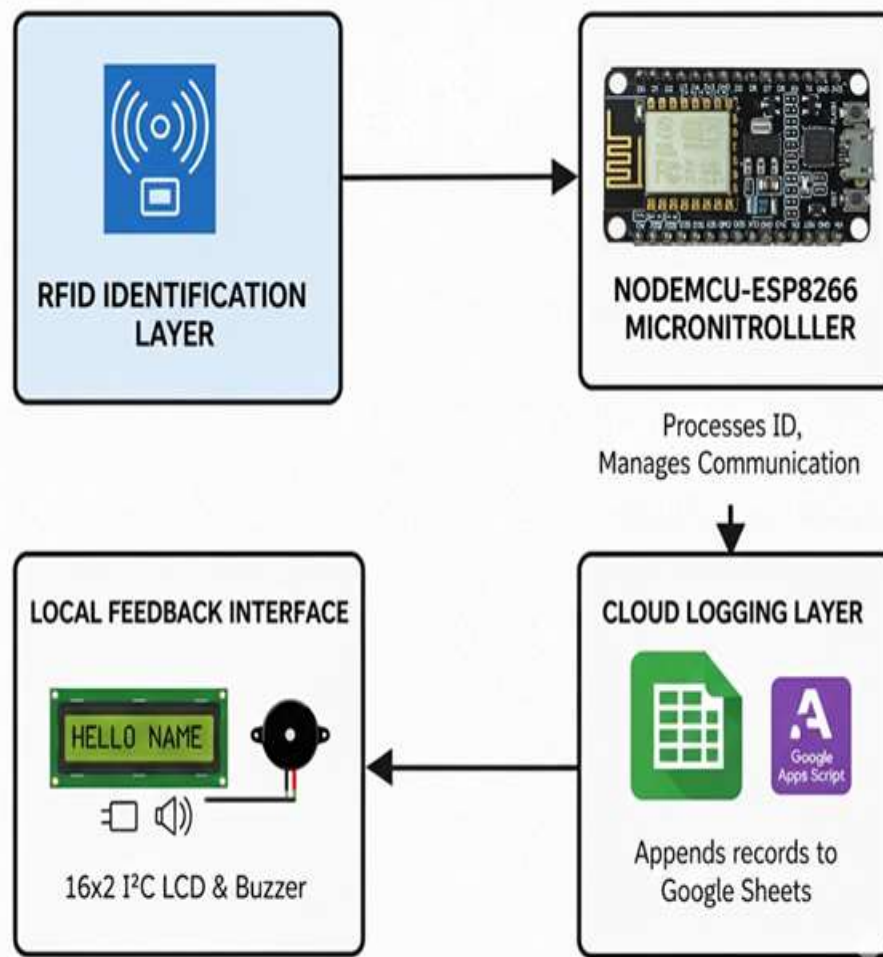 RFID IDENTIFICATION
LAYER
NODEMCU-ESP8266
MICRONITROLLLER
Processes ID,
Manages Communication
LOCAL FEEDBACK INTERFACE
HELLO NAME
16x2 I²C LCD & Buzzer
CLOUD LOGGING LAYER
Google
Apps Script
Appends records to
Google Sheets